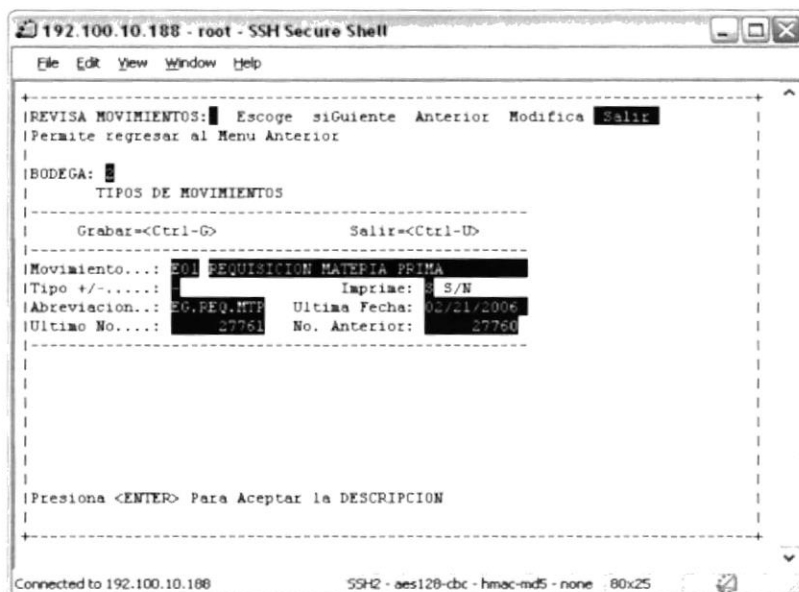 192.100.10.188 - root - SSH Secure Shell
File Edit View Window Help
REVISA MOVIMIENTOS: Escoge siGuiente Anterior Modifica Salir
Permite regresar al Menu Anterior
BODEGA: 2
TIPOS DE MOVIMIENTOS
Grabar=<Ctrl-G> Salir=<Ctrl-U>
Movimiento...: E01 REQUISICION MATERIA PRIMA
Tipo +/-.....: - Imprime: S S/N
Abreviacion..: EG.REQ.MTP Ultima Fecha: 02/21/2006
Ultimo No....: 27761 No. Anterior: 27760
Presiona <ENTER> Para Aceptar la DESCRIPCION
Connected to 192.100.10.188 SSH2 - aes128-cbc - hmac-md5 - none 80x25